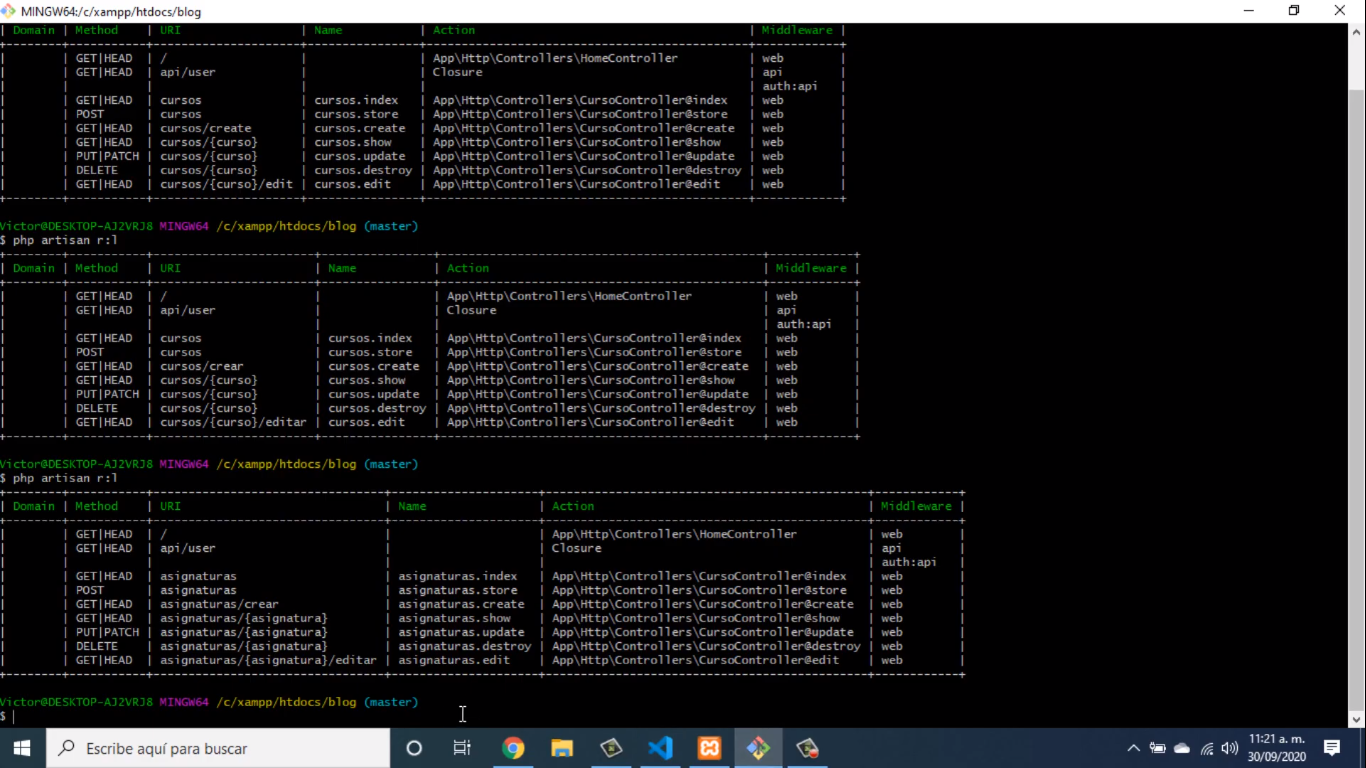 MINGW64:/c/xampp/htdocs/blog
| Domain | Method | URI | Name | Action | Middleware |
| | GET|HEAD | / | | App\Http\Controllers\HomeController | web |
| | GET|HEAD | api/user | | Closure | api |
| | | | | | auth:api |
| | GET|HEAD | cursos | cursos.index | App\Http\Controllers\CursoController@index | web |
| | POST | cursos | cursos.store | App\Http\Controllers\CursoController@store | web |
| | GET|HEAD | cursos/create | cursos.create | App\Http\Controllers\CursoController@create | web |
| | GET|HEAD | cursos/{curso} | cursos.show | App\Http\Controllers\CursoController@show | web |
| | PUT|PATCH | cursos/{curso} | cursos.update | App\Http\Controllers\CursoController@update | web |
| | DELETE | cursos/{curso} | cursos.destroy | App\Http\Controllers\CursoController@destroy | web |
| | GET|HEAD | cursos/{curso}/edit | cursos.edit | App\Http\Controllers\CursoController@edit | web |
Victor@DESKTOP-AJ2VRJ8 MINGW64 /c/xampp/htdocs/blog (master)
$ php artisan r:l
| Domain | Method | URI | Name | Action | Middleware |
| | GET|HEAD | / | | App\Http\Controllers\HomeController | web |
| | GET|HEAD | api/user | | Closure | api |
| | | | | | auth:api |
| | GET|HEAD | cursos | cursos.index | App\Http\Controllers\CursoController@index | web |
| | POST | cursos | cursos.store | App\Http\Controllers\CursoController@store | web |
| | GET|HEAD | cursos/crear | cursos.create | App\Http\Controllers\CursoController@create | web |
| | GET|HEAD | cursos/{curso} | cursos.show | App\Http\Controllers\CursoController@show | web |
| | PUT|PATCH | cursos/{curso} | cursos.update | App\Http\Controllers\CursoController@update | web |
| | DELETE | cursos/{curso} | cursos.destroy | App\Http\Controllers\CursoController@destroy | web |
| | GET|HEAD | cursos/{curso}/editar | cursos.edit | App\Http\Controllers\CursoController@edit | web |
Victor@DESKTOP-AJ2VRJ8 MINGW64 /c/xampp/htdocs/blog (master)
$ php artisan r:l
| Domain | Method | URI | Name | Action | Middleware |
| | GET|HEAD | / | | App\Http\Controllers\HomeController | web |
| | GET|HEAD | api/user | | Closure | api |
| | | | | | auth:api |
| | GET|HEAD | asignaturas | asignaturas.index | App\Http\Controllers\CursoController@index | web |
| | POST | asignaturas | asignaturas.store | App\Http\Controllers\CursoController@store | web |
| | GET|HEAD | asignaturas/crear | asignaturas.create | App\Http\Controllers\CursoController@create | web |
| | GET|HEAD | asignaturas/{asignatura} | asignaturas.show | App\Http\Controllers\CursoController@show | web |
| | PUT|PATCH | asignaturas/{asignatura} | asignaturas.update | App\Http\Controllers\CursoController@update | web |
| | DELETE | asignaturas/{asignatura} | asignaturas.destroy | App\Http\Controllers\CursoController@destroy | web |
| | GET|HEAD | asignaturas/{asignatura}/editar | asignaturas.edit | App\Http\Controllers\CursoController@edit | web |
Victor@DESKTOP-AJ2VRJ8 MINGW64 /c/xampp/htdocs/blog (master)
$
Escribe aquí para buscar
11:21 a. m.
30/09/2020